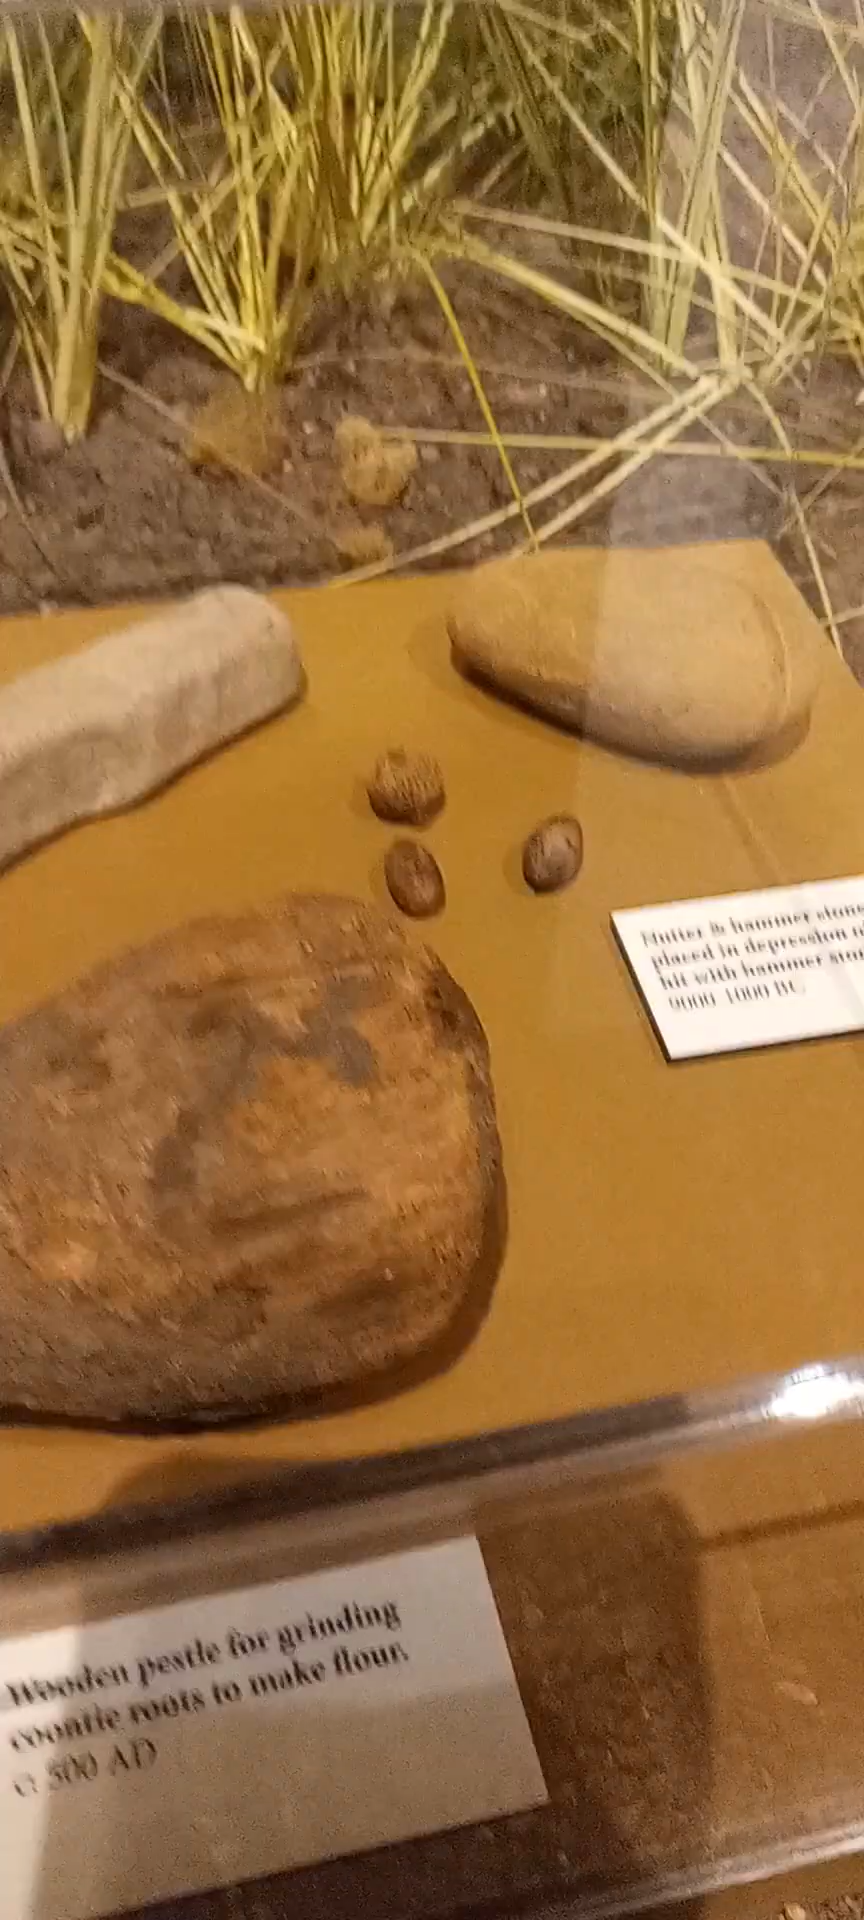 Nutter & hammer stone
placed in depression
hit with hammer
9000-1000 BC
Wooden pestle for grinding
coontie roots to make flour.
c. 500 AD